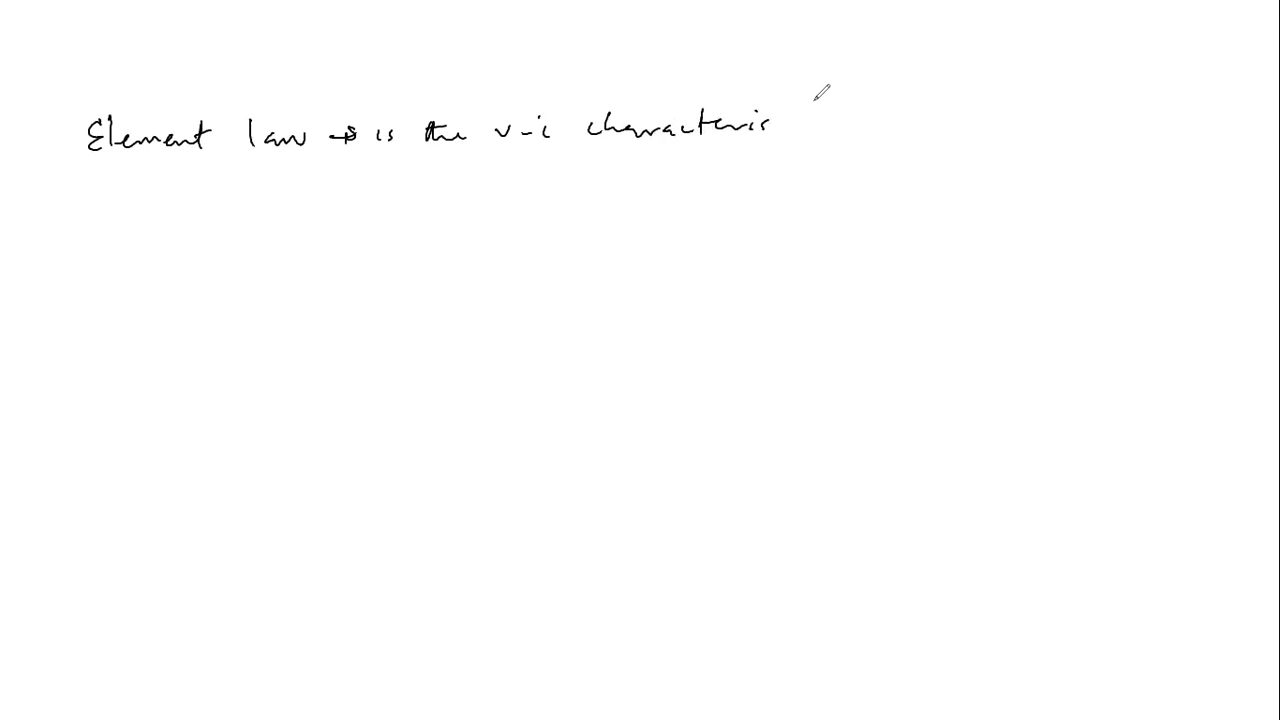 Element law → is the v-i characteris